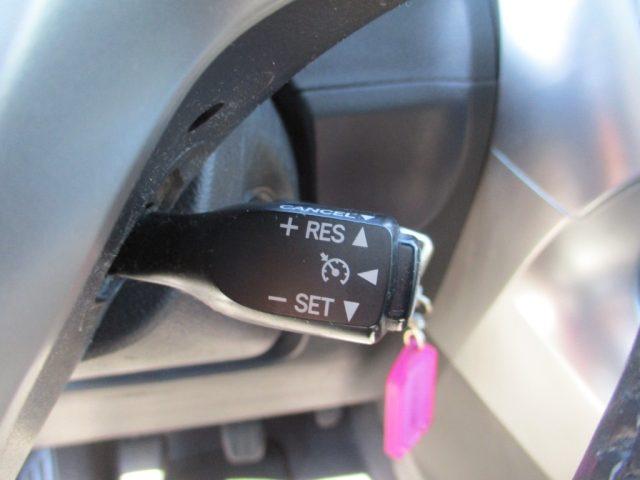 CANCEL ▼
+ RES ▲
◀
− SET ▼